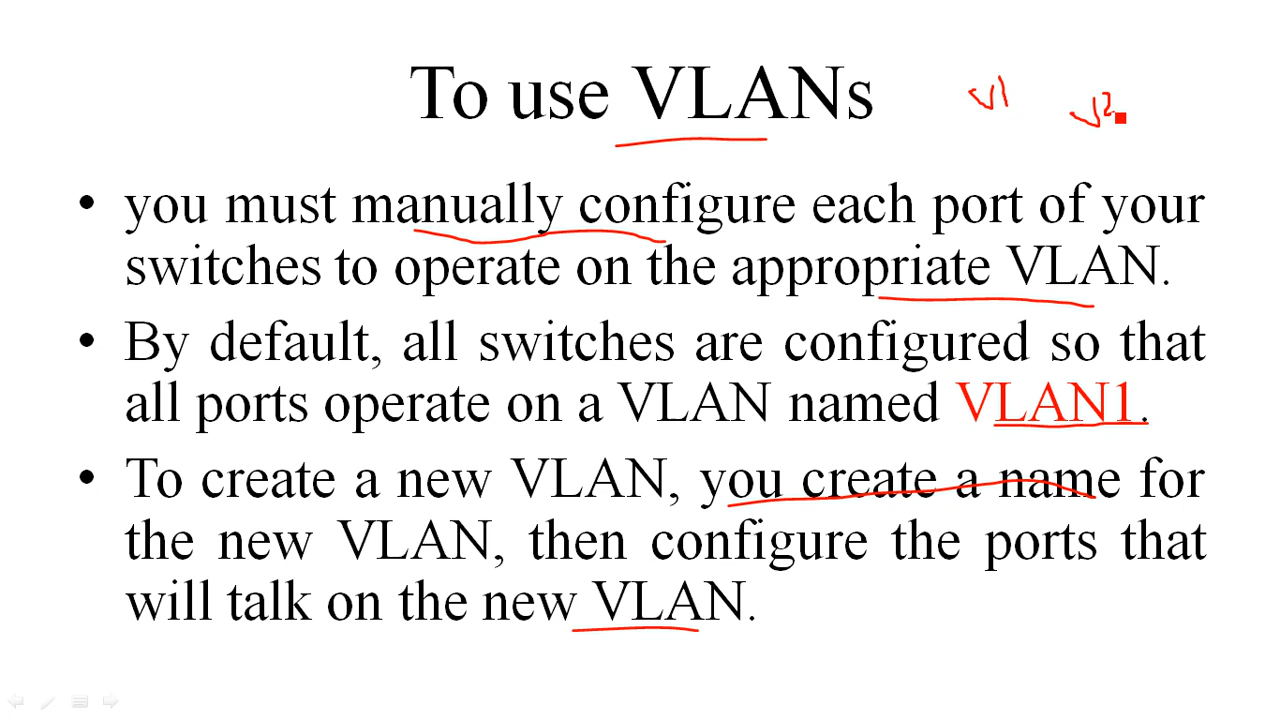 To use VLANs
V1
V2
• you must manually configure each port of your
switches to operate on the appropriate VLAN.
• By default, all switches are configured so that
all ports operate on a VLAN named VLAN1.
• To create a new VLAN, you create a name for
the new VLAN, then configure the ports that
will talk on the new VLAN.